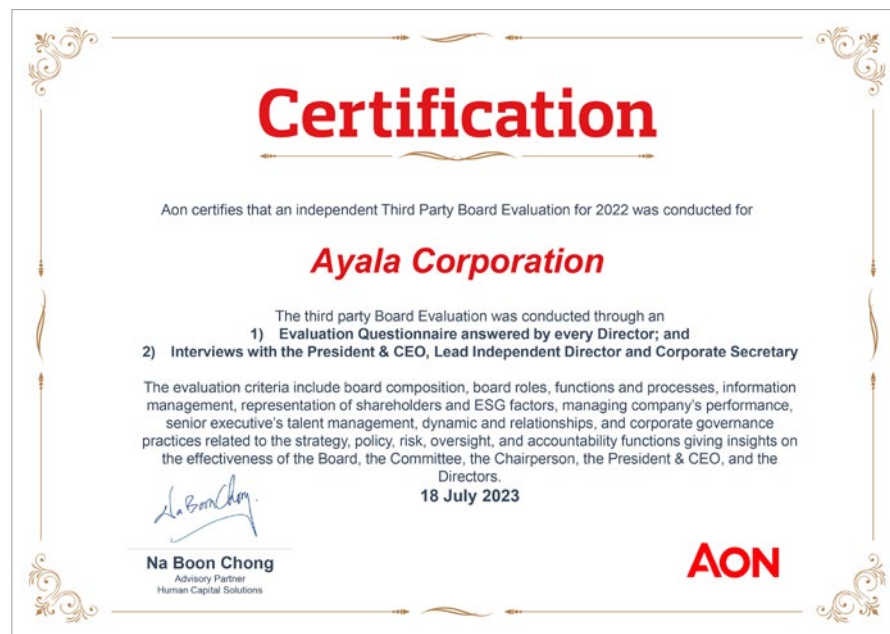 Certification
Aon certifies that an independent Third Party Board Evaluation for 2022 was conducted for
Ayala Corporation
The third party Board Evaluation was conducted through an
1) Evaluation Questionnaire answered by every Director; and
2) Interviews with the President & CEO, Lead Independent Director and Corporate Secretary
The evaluation criteria include board composition, board roles, functions and processes, information
management, representation of shareholders and ESG factors, managing company's performance,
senior executive's talent management, dynamic and relationships, and corporate governance
practices related to the strategy, policy, risk, oversight, and accountability functions giving insights on
the effectiveness of the Board, the Committee, the Chairperson, the President & CEO, and the
Directors.
18 July 2023
Na Boon Chong.
Na Boon Chong
Advisory Partner
Human Capital Solutions
AON